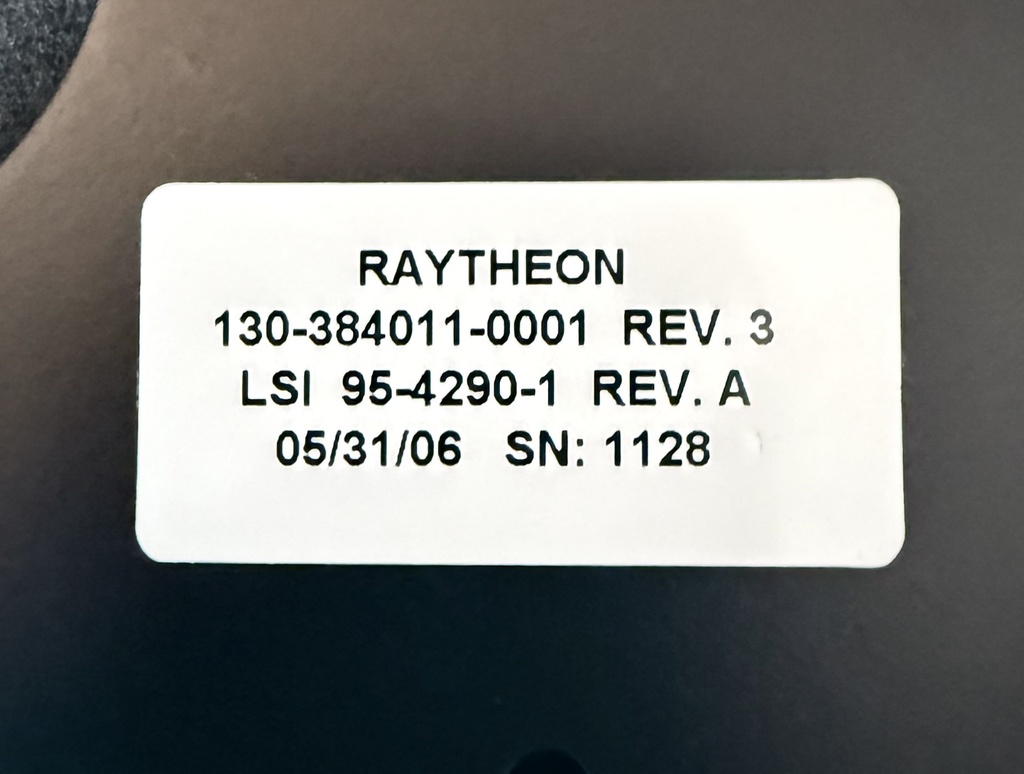 RAYTHEON
130-384011-0001 REV. 3
LSI 95-4290-1 REV. A
05/31/06 SN: 1128